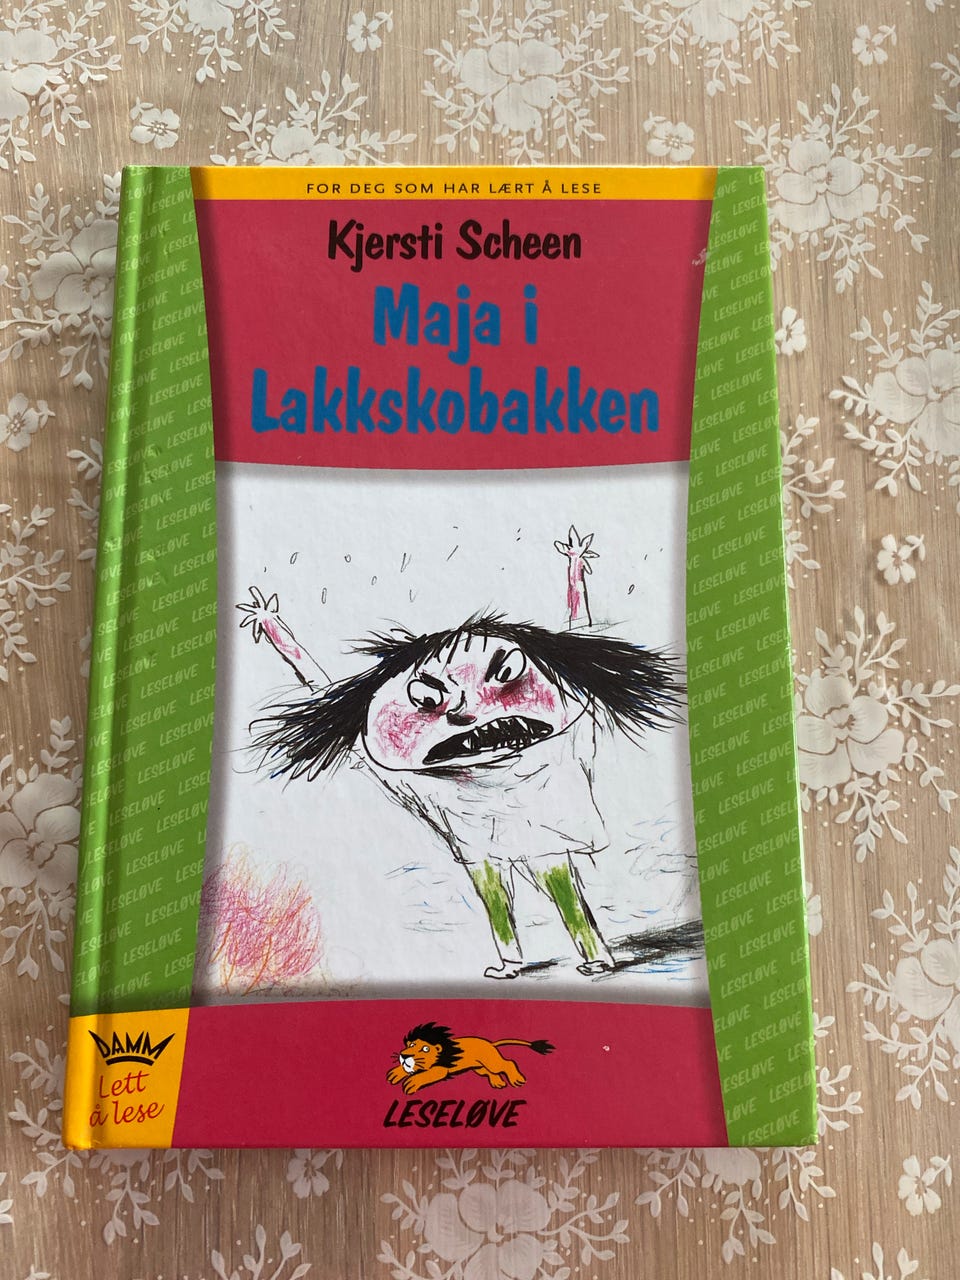 FOR DEG SOM HAR LÆRT Å LESE
Kjersti Scheen
Maja i
Lakkskobakken
DAMM
Lett
å lese
LESELØVE